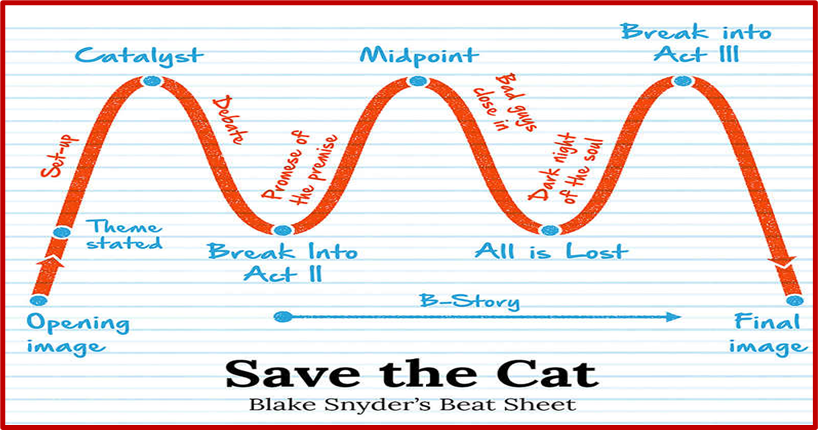 Break into
Act III
Catalyst
Midpoint
Set-up
Debate
Promese of
the premise
Bad guys
close in
Dark night
of the soul
Theme
stated
Break Into
Act II
All is Lost
B-Story
Opening
image
Final
image
Save the Cat
Blake Snyder's Beat Sheet